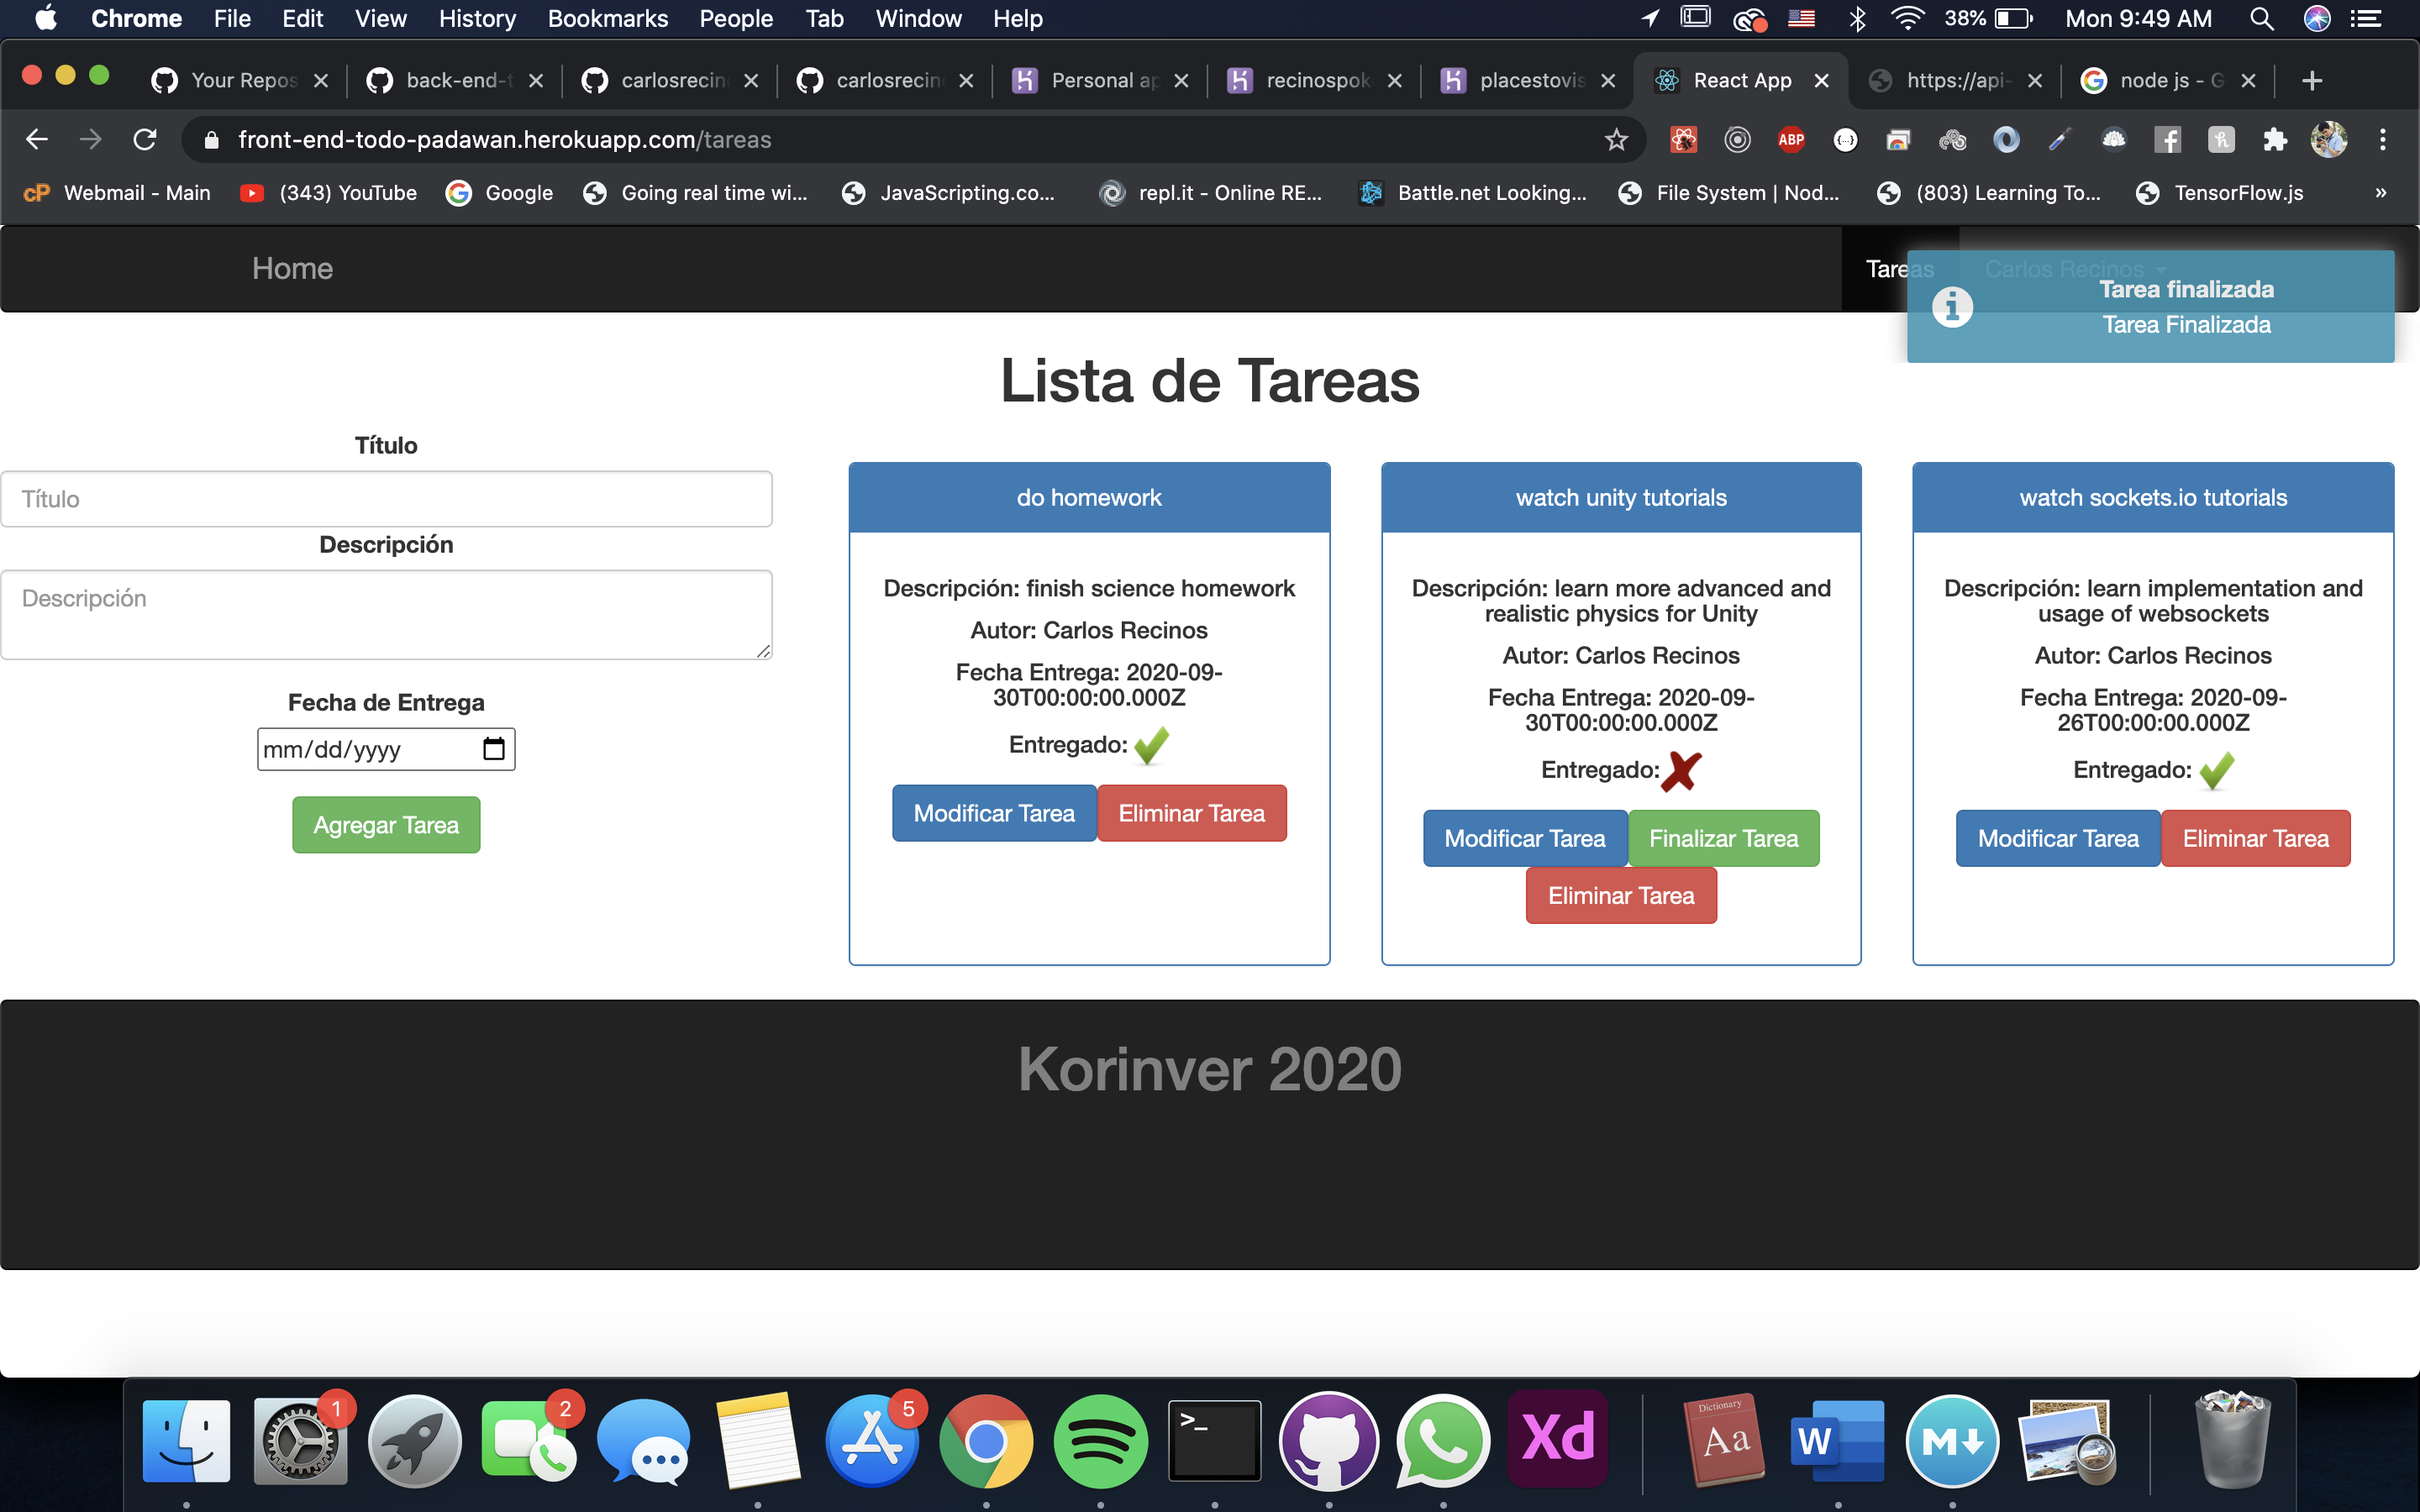 Chrome File Edit View History Bookmarks People Tab Window Help 38% Mon 9:49 AM
Your Repos back-end-t carlosrecin carlosrecin Personal ap recinospok placestovis React App https://api- node js - G
front-end-todo-padawan.herokuapp.com/tareas ABP
cP Webmail - Main (343) YouTube Google Going real time wi... JavaScripting.co... repl.it - Online RE... Battle.net Looking... File System | Nod... (803) Learning To... TensorFlow.js »
Home Tareas Carlos Recinos
Tarea finalizada
Tarea Finalizada
Lista de Tareas
Título
Título
Descripción
Descripción
Fecha de Entrega
mm/dd/yyyy
Agregar Tarea
do homework
Descripción: finish science homework
Autor: Carlos Recinos
Fecha Entrega: 2020-09-
30T00:00:00.000Z
Entregado:
Modificar Tarea Eliminar Tarea
watch unity tutorials
Descripción: learn more advanced and
realistic physics for Unity
Autor: Carlos Recinos
Fecha Entrega: 2020-09-
30T00:00:00.000Z
Entregado:
Modificar Tarea Finalizar Tarea
Eliminar Tarea
watch sockets.io tutorials
Descripción: learn implementation and
usage of websockets
Autor: Carlos Recinos
Fecha Entrega: 2020-09-
26T00:00:00.000Z
Entregado:
Modificar Tarea Eliminar Tarea
Korinver 2020
1 2 5 >_ Xd Dictionary Aa W M